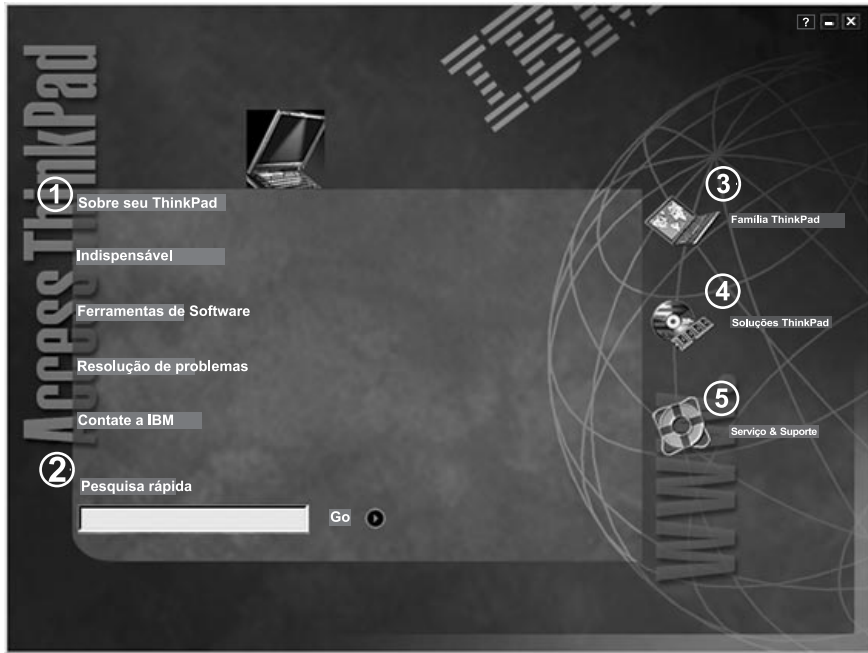 IBM
? - X
Access ThinkPad
1
Sobre seu ThinkPad
Indispensável
Ferramentas de Software
Resolução de problemas
Contate a IBM
2
Pesquisa rápida
Go
3
Família ThinkPad
4
Soluções ThinkPad
5
Serviço & Suporte
WWW.